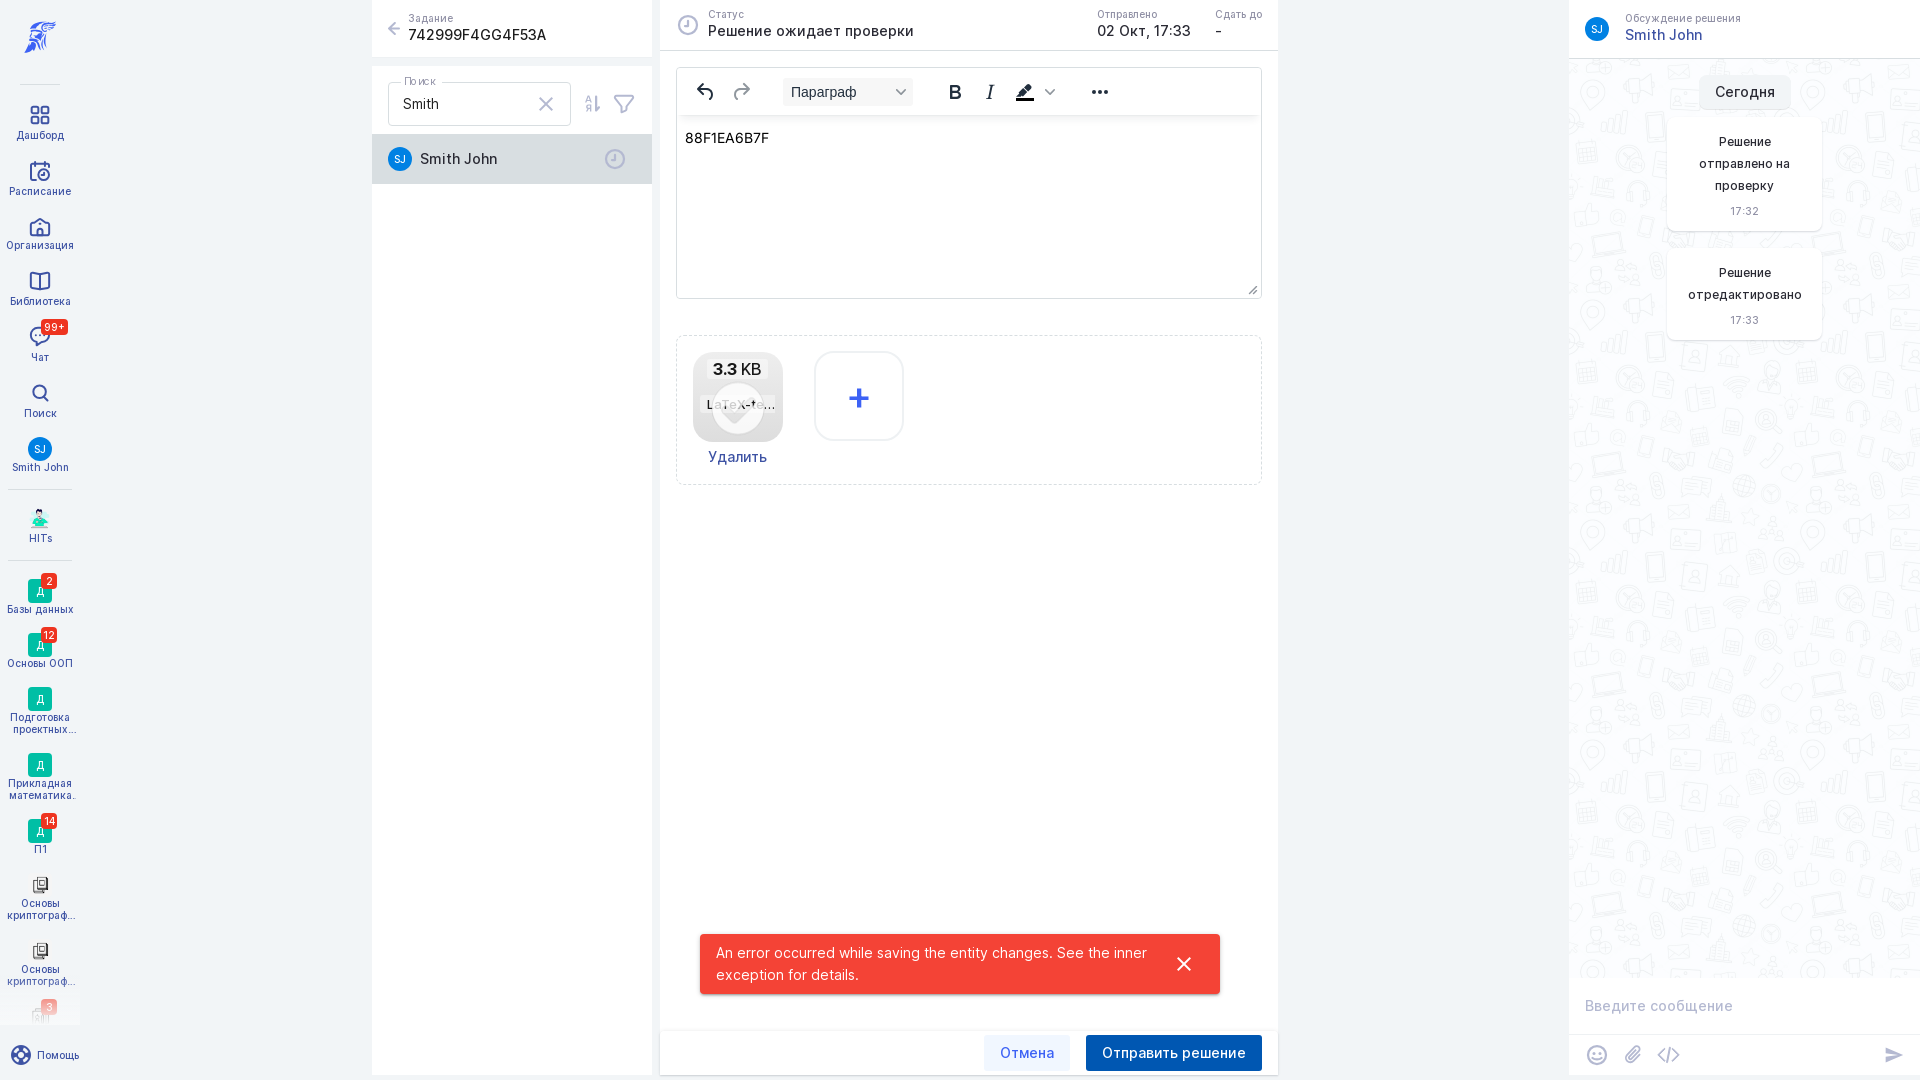 Дашборд
Расписание
Организация
Библиотека
99+
Чат
Поиск
SJ
Smith John
HITs
2
Д
Базы данных
12
Д
Основы ООП
Д
Подготовка
проектных...
Д
Прикладная
математика.
14
Д
П1
Основы
криптограф...
Основы
криптограф...
3
Помощь
Задание
742999F4GG4F53A
Поиск
Smith
SJ
Smith John
Статус
Решение ожидает проверки
Отправлено
02 Окт, 17:33
Сдать до
-
Параграф
88F1EA6B7F
3.3 KB
LaTeX-te...
Удалить
+
An error occurred while saving the entity changes. See the inner
exception for details.
Отмена
Отправить решение
SJ
Обсуждение решения
Smith John
Сегодня
Решение
отправлено на
проверку
17:32
Решение
отредактировано
17:33
Введите сообщение